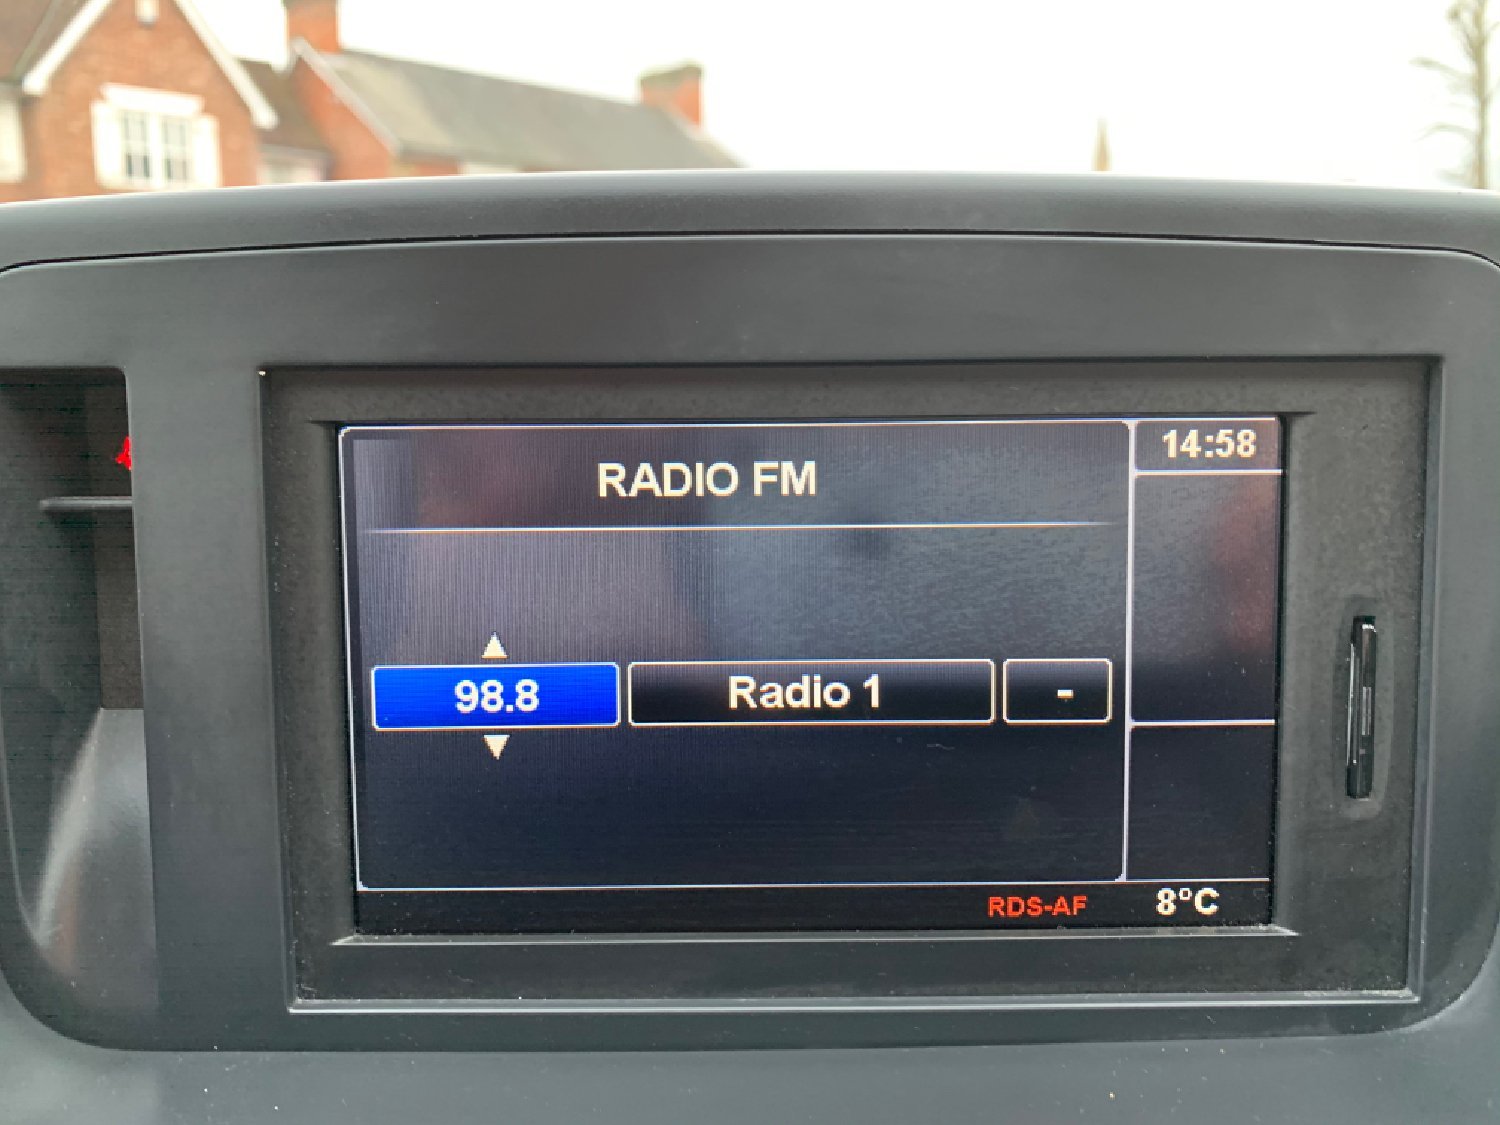 RADIO FM
14:58
98.8
Radio 1
-
RDS-AF
8°C